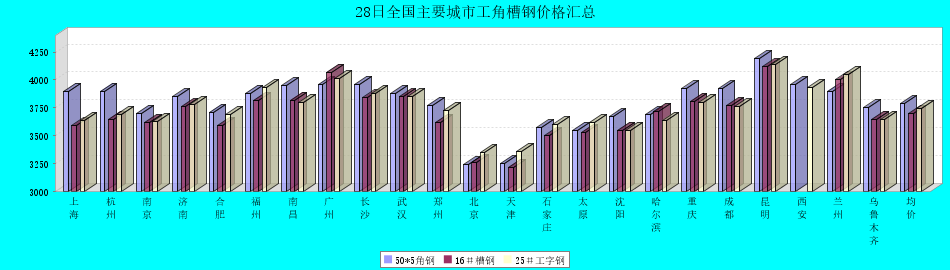 28日全国主要城市工角槽钢价格汇总
4250
4000
3750
3500
3250
3000
上海
杭州
南京
济南
合肥
福州
南昌
广州
长沙
武汉
郑州
北京
天津
石家庄
太原
沈阳
哈尔滨
重庆
成都
昆明
西安
兰州
乌鲁木齐
均价
50*5角钢
16#槽钢
25#工字钢